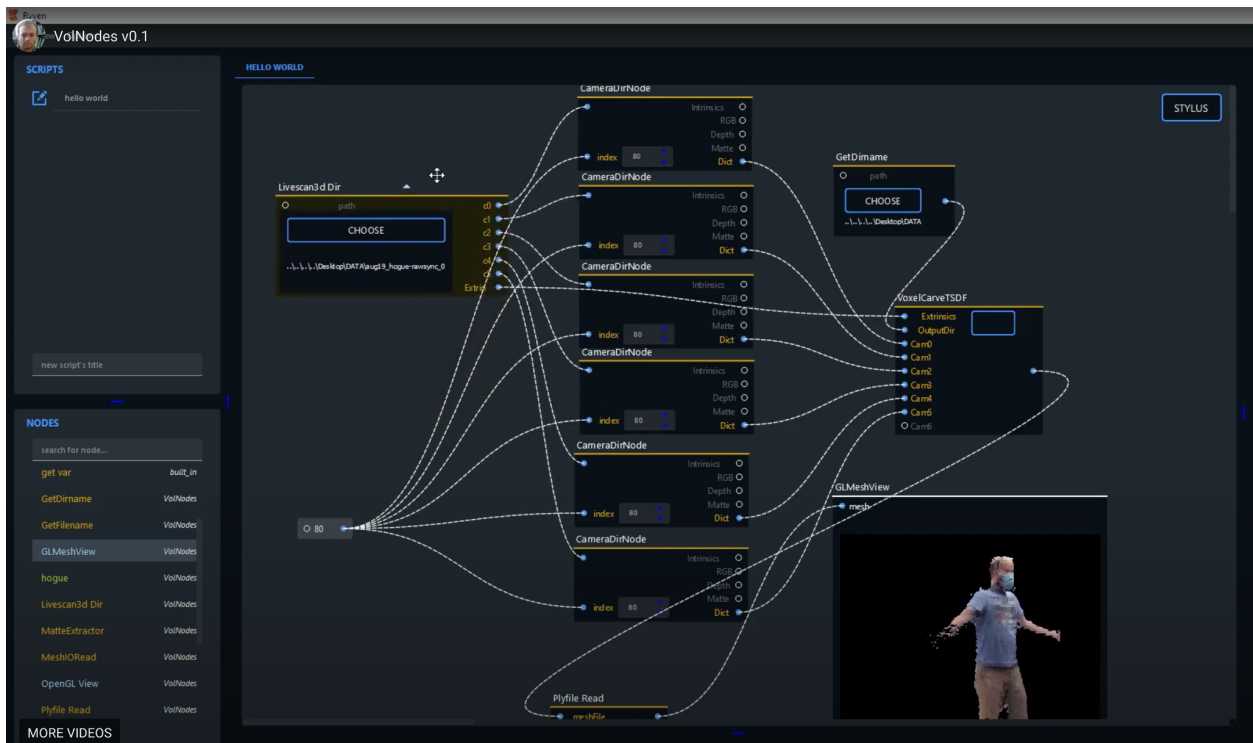 Ryven
VolNodes v0.1
SCRIPTS
hello world
new script's title
NODES
search for node...
get var built_in
GetDirname VolNodes
GetFilename VolNodes
GLMeshView VolNodes
hogue VolNodes
Livescan3d Dir VolNodes
MatteExtractor VolNodes
MeshIORead VolNodes
OpenGL View VolNodes
Plyfile Read VolNodes
MORE VIDEOS
HELLO WORLD
STYLUS
Livescan3d Dir
path
CHOOSE
..\..\..\..\Desktop\DATA\aug19_hogue-rawsync_0
c0
c1
c2
c3
c4
Extrin
80
CameraDirNode
Intrinsics
RGB
Depth
Matte
index 80
Dict
CameraDirNode
Intrinsics
RGB
Depth
Matte
index 80
Dict
CameraDirNode
Intrinsics
RGB
Depth
Matte
index 80
Dict
CameraDirNode
Intrinsics
RGB
Depth
Matte
index 80
Dict
CameraDirNode
Intrinsics
RGB
Depth
Matte
index 80
Dict
CameraDirNode
Intrinsics
RGB
Depth
Matte
index 80
Dict
GetDirname
path
CHOOSE
..\..\..\..\Desktop\DATA
VoxelCarveTSDF
Extrinsics
OutputDir
Cam0
Cam1
Cam2
Cam3
Cam4
Cam5
Cam6
GLMeshView
mesh
Plyfile Read
meshFile